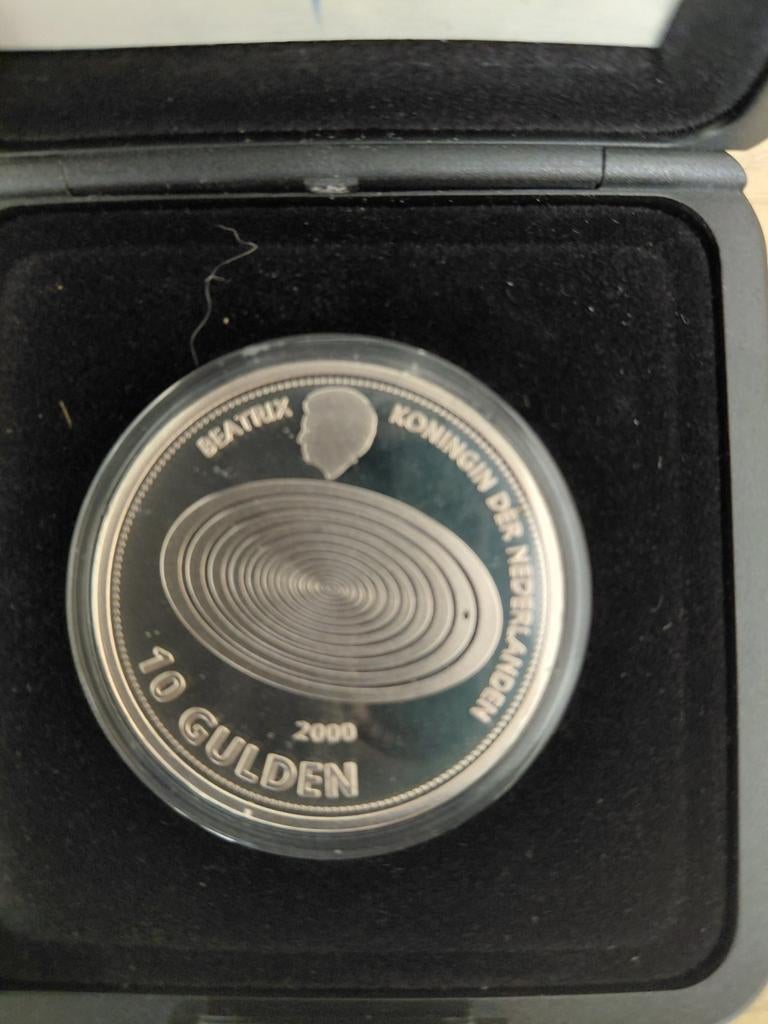 BEATRIX KONINGIN DER NEDERLANDEN
2000
10 GULDEN